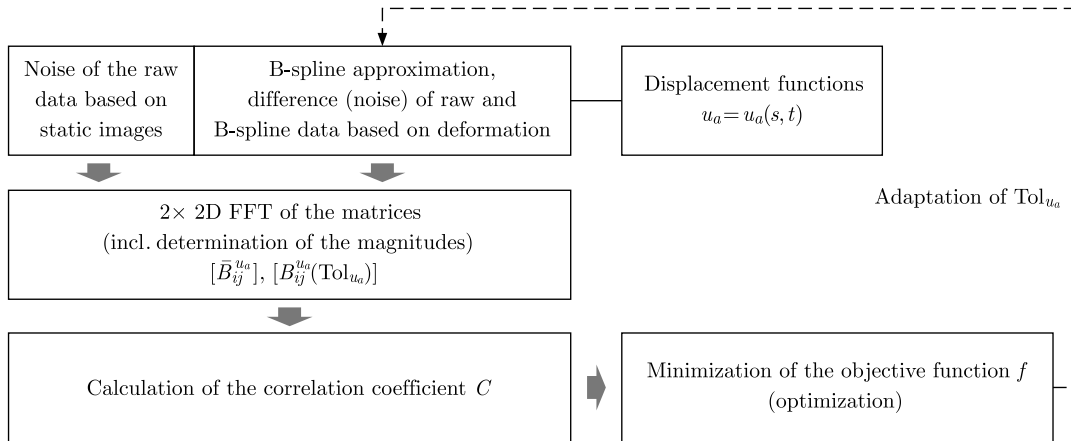 Noise of the raw
data based on
static images
B-spline approximation,
difference (noise) of raw and
B-spline data based on deformation
Displacement functions
u_a = u_a(s, t)
2× 2D FFT of the matrices
(incl. determination of the magnitudes)
[B̄_{ij}^{u_a}], [B_{ij}^{u_a}(Tol_{u_a})]
Adaptation of Tol_{u_a}
Calculation of the correlation coefficient C
Minimization of the objective function f
(optimization)